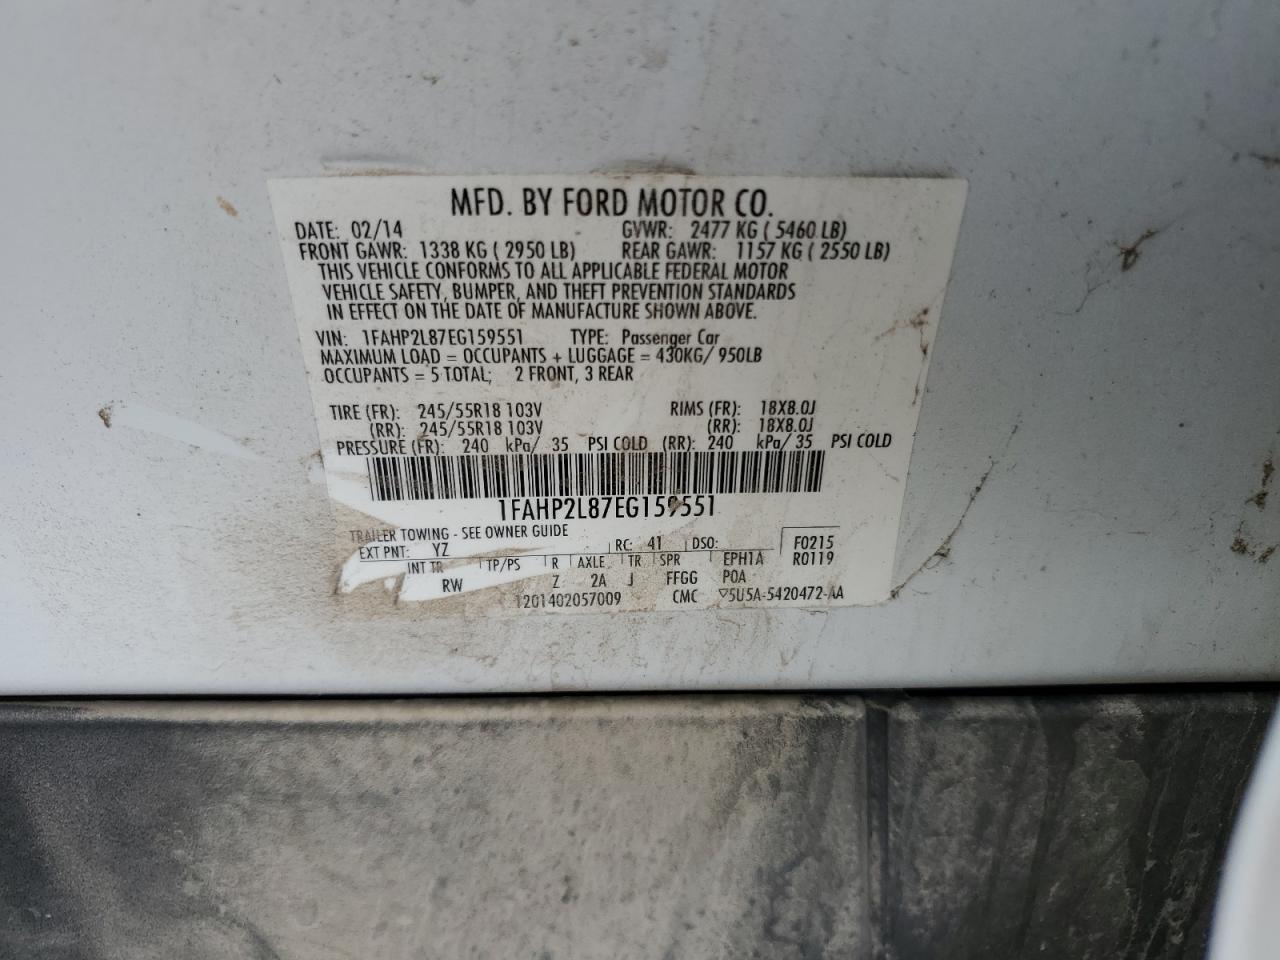 MFD. BY FORD MOTOR CO.
DATE: 02/14 GVWR: 2477 KG ( 5460 LB)
FRONT GAWR: 1338 KG ( 2950 LB) REAR GAWR: 1157 KG ( 2550 LB)
THIS VEHICLE CONFORMS TO ALL APPLICABLE FEDERAL MOTOR
VEHICLE SAFETY, BUMPER, AND THEFT PREVENTION STANDARDS
IN EFFECT ON THE DATE OF MANUFACTURE SHOWN ABOVE.
VIN: 1FAHP2L87EG159551 TYPE: Passenger Car
MAXIMUM LOAD = OCCUPANTS + LUGGAGE = 430KG/ 950LB
OCCUPANTS = 5 TOTAL; 2 FRONT, 3 REAR
TIRE (FR): 245/55R18 103V RIMS (FR): 18X8.0J
(RR): 245/55R18 103V (RR): 18X8.0J
PRESSURE (FR): 240 kPa/ 35 PSI COLD (RR): 240 kPa/ 35 PSI COLD
1FAHP2L87EG159551
TRAILER TOWING - SEE OWNER GUIDE
EXT PNT: YZ RC: 41 DSO: F0215
INT TR TP/PS R AXLE TR SPR EPH1A R0119
RW Z 2A J FFGG POA
1201402057009 CMC ▽5U5A-5420472-AA